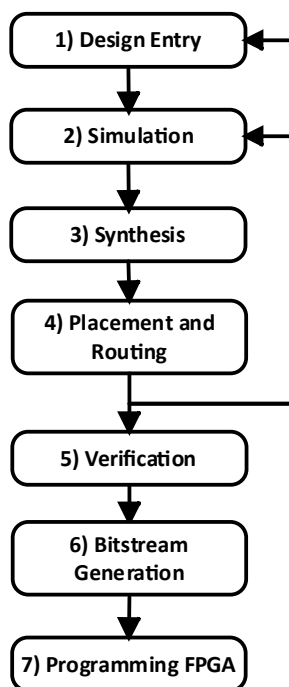 1) Design Entry
2) Simulation
3) Synthesis
4) Placement and
Routing
5) Verification
6) Bitstream
Generation
7) Programming FPGA